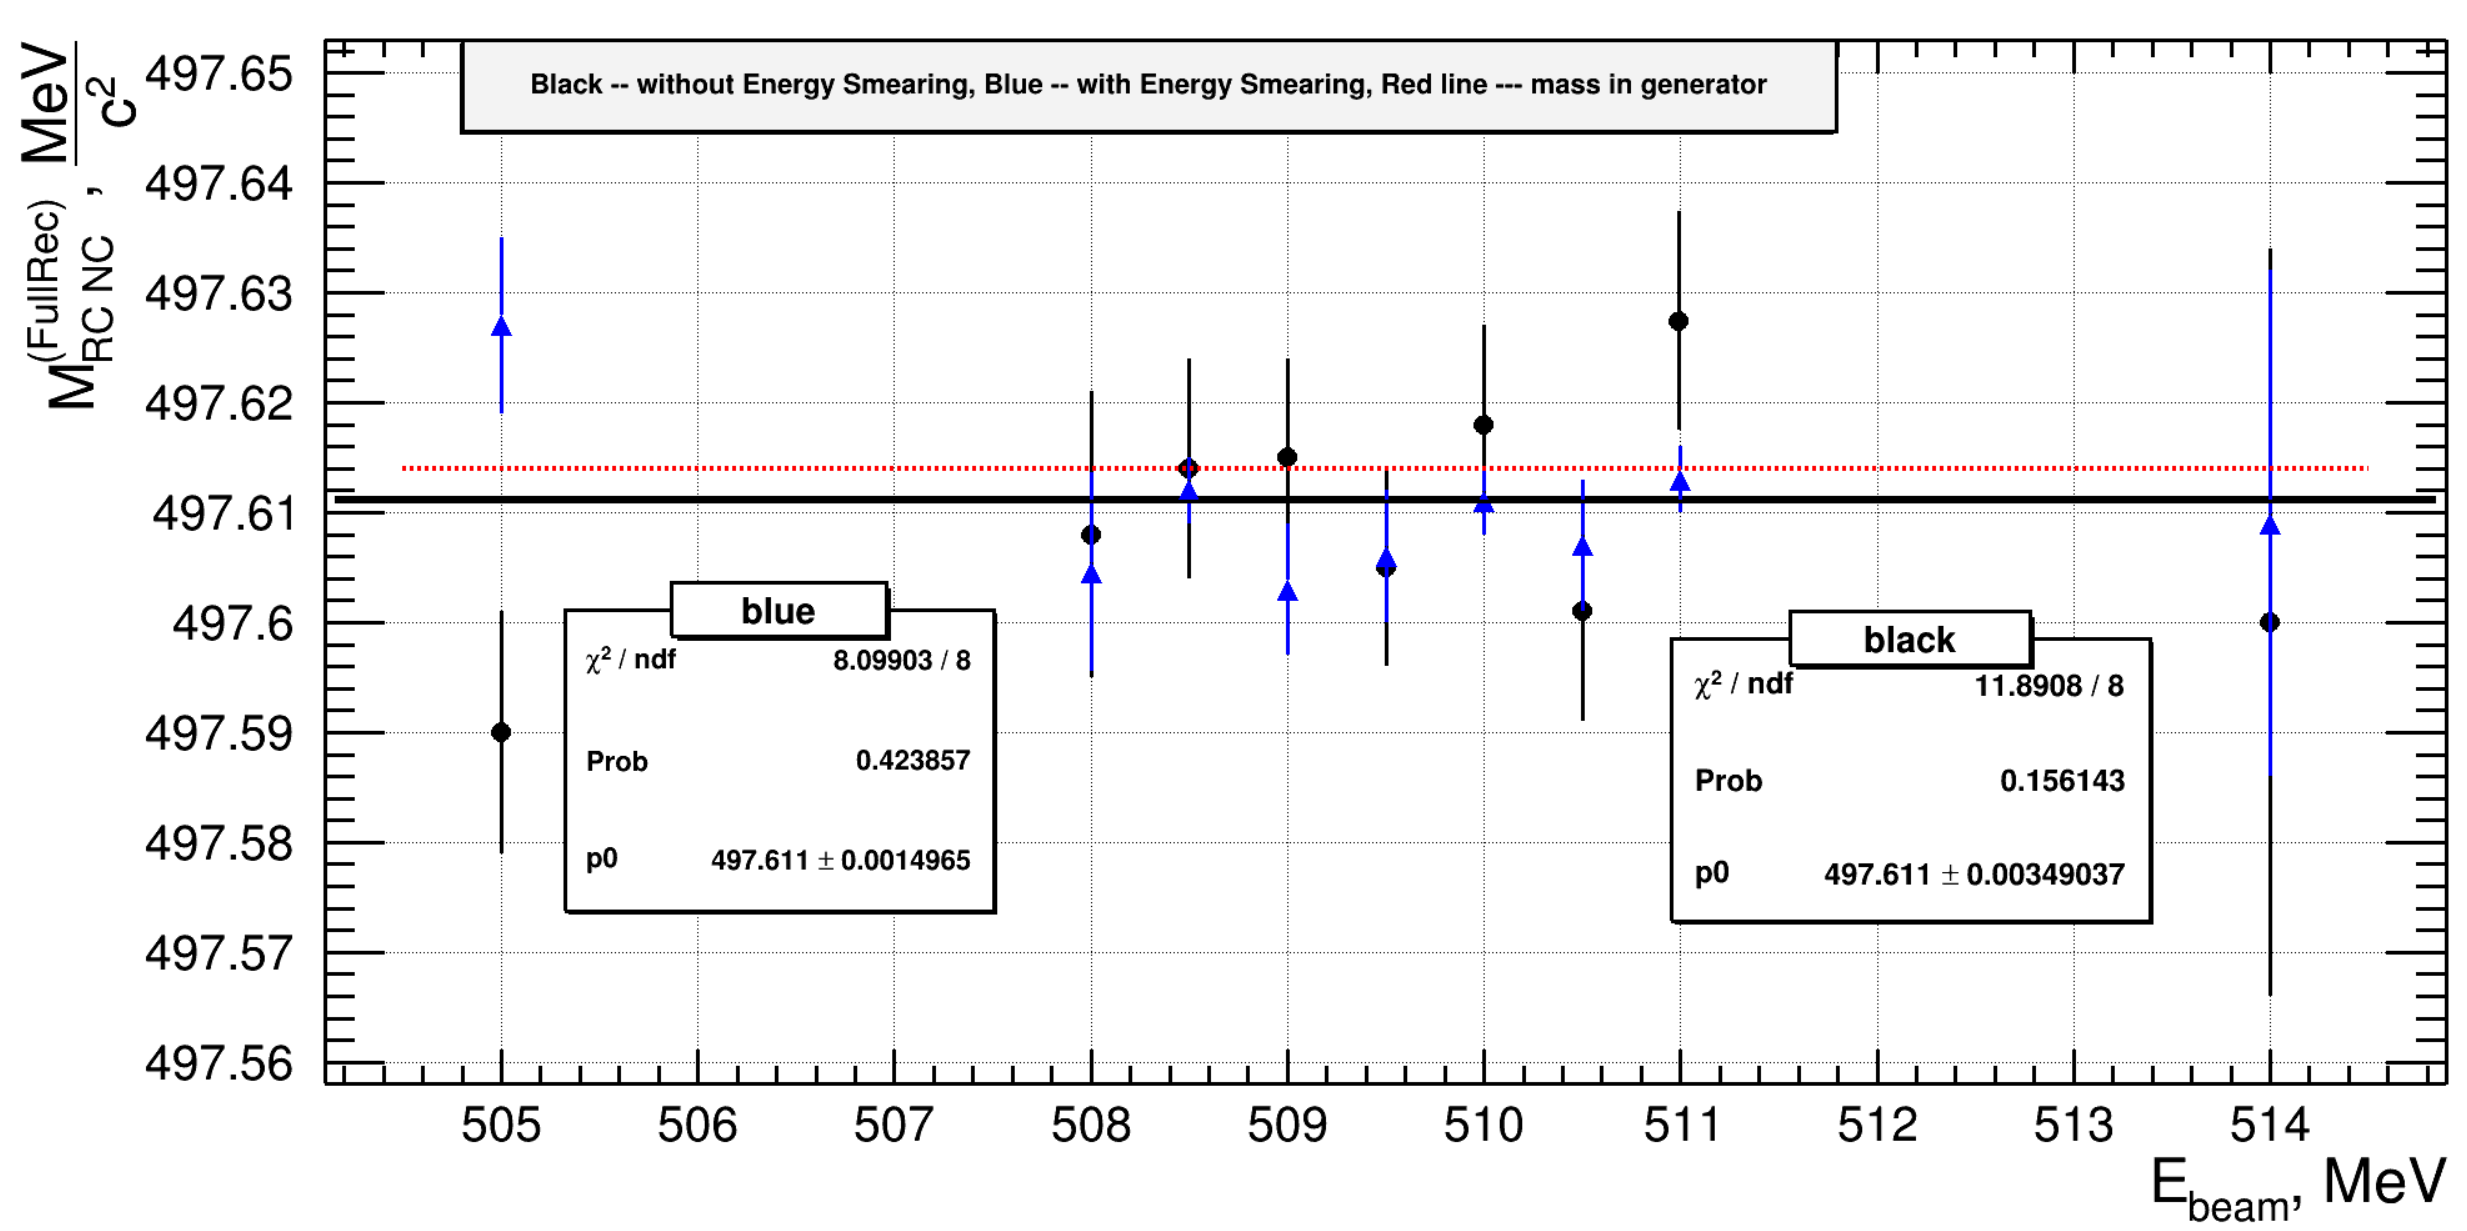 Black -- without Energy Smearing, Blue -- with Energy Smearing, Red line --- mass in generator
M_{RC NC}^{(FullRec)} , MeV/c²
497.65
497.64
497.63
497.62
497.61
497.6
497.59
497.58
497.57
497.56
blue
χ² / ndf 8.09903 / 8
Prob 0.423857
p0 497.611 ± 0.0014965
black
χ² / ndf 11.8908 / 8
Prob 0.156143
p0 497.611 ± 0.00349037
505 506 507 508 509 510 511 512 513 514
E_{beam}, MeV